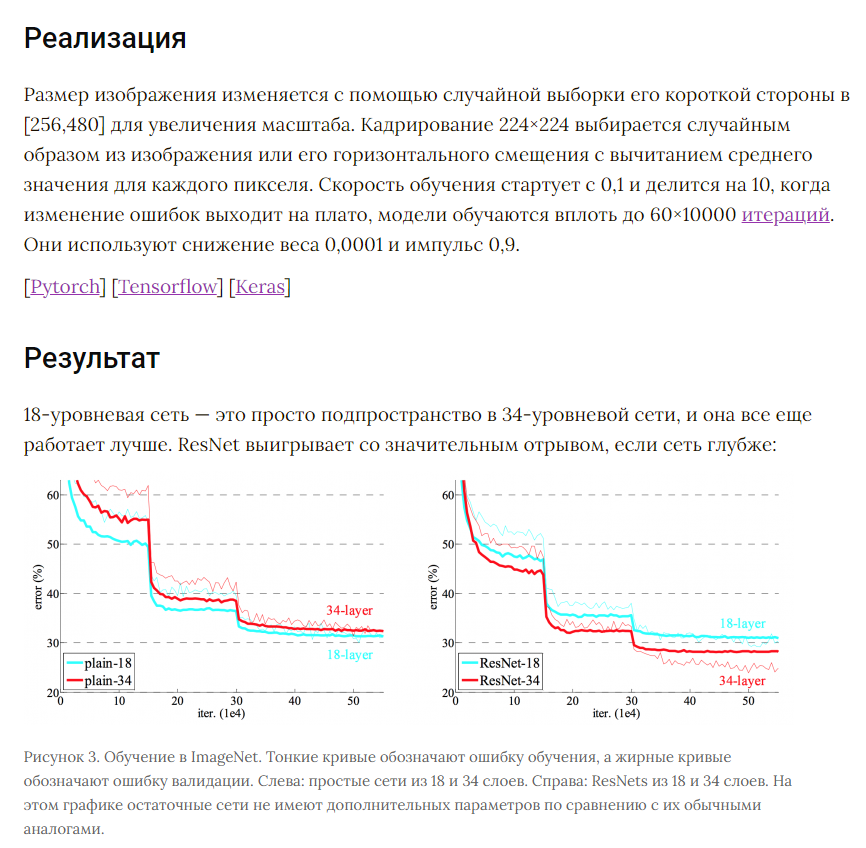 Реализация
Размер изображения изменяется с помощью случайной выборки его короткой стороны в
[256,480] для увеличения масштаба. Кадрирование 224×224 выбирается случайным
образом из изображения или его горизонтального смещения с вычитанием среднего
значения для каждого пикселя. Скорость обучения стартует с 0,1 и делится на 10, когда
изменение ошибок выходит на плато, модели обучаются вплоть до 60×10000 итераций.
Они используют снижение веса 0,0001 и импульс 0,9.
[Pytorch] [Tensorflow] [Keras]
Результат
18-уровневая сеть — это просто подпространство в 34-уровневой сети, и она все еще
работает лучше. ResNet выигрывает со значительным отрывом, если сеть глубже:
60
50
40
30
20
error (%)
34-layer
18-layer
plain-18
plain-34
10
20
30
40
50
iter. (1e4)
60
50
40
30
20
error (%)
18-layer
34-layer
ResNet-18
ResNet-34
10
20
30
40
50
iter. (1e4)
Рисунок 3. Обучение в ImageNet. Тонкие кривые обозначают ошибку обучения, а жирные кривые
обозначают ошибку валидации. Слева: простые сети из 18 и 34 слоев. Справа: ResNets из 18 и 34 слоев. На
этом графике остаточные сети не имеют дополнительных параметров по сравнению с их обычными
аналогами.